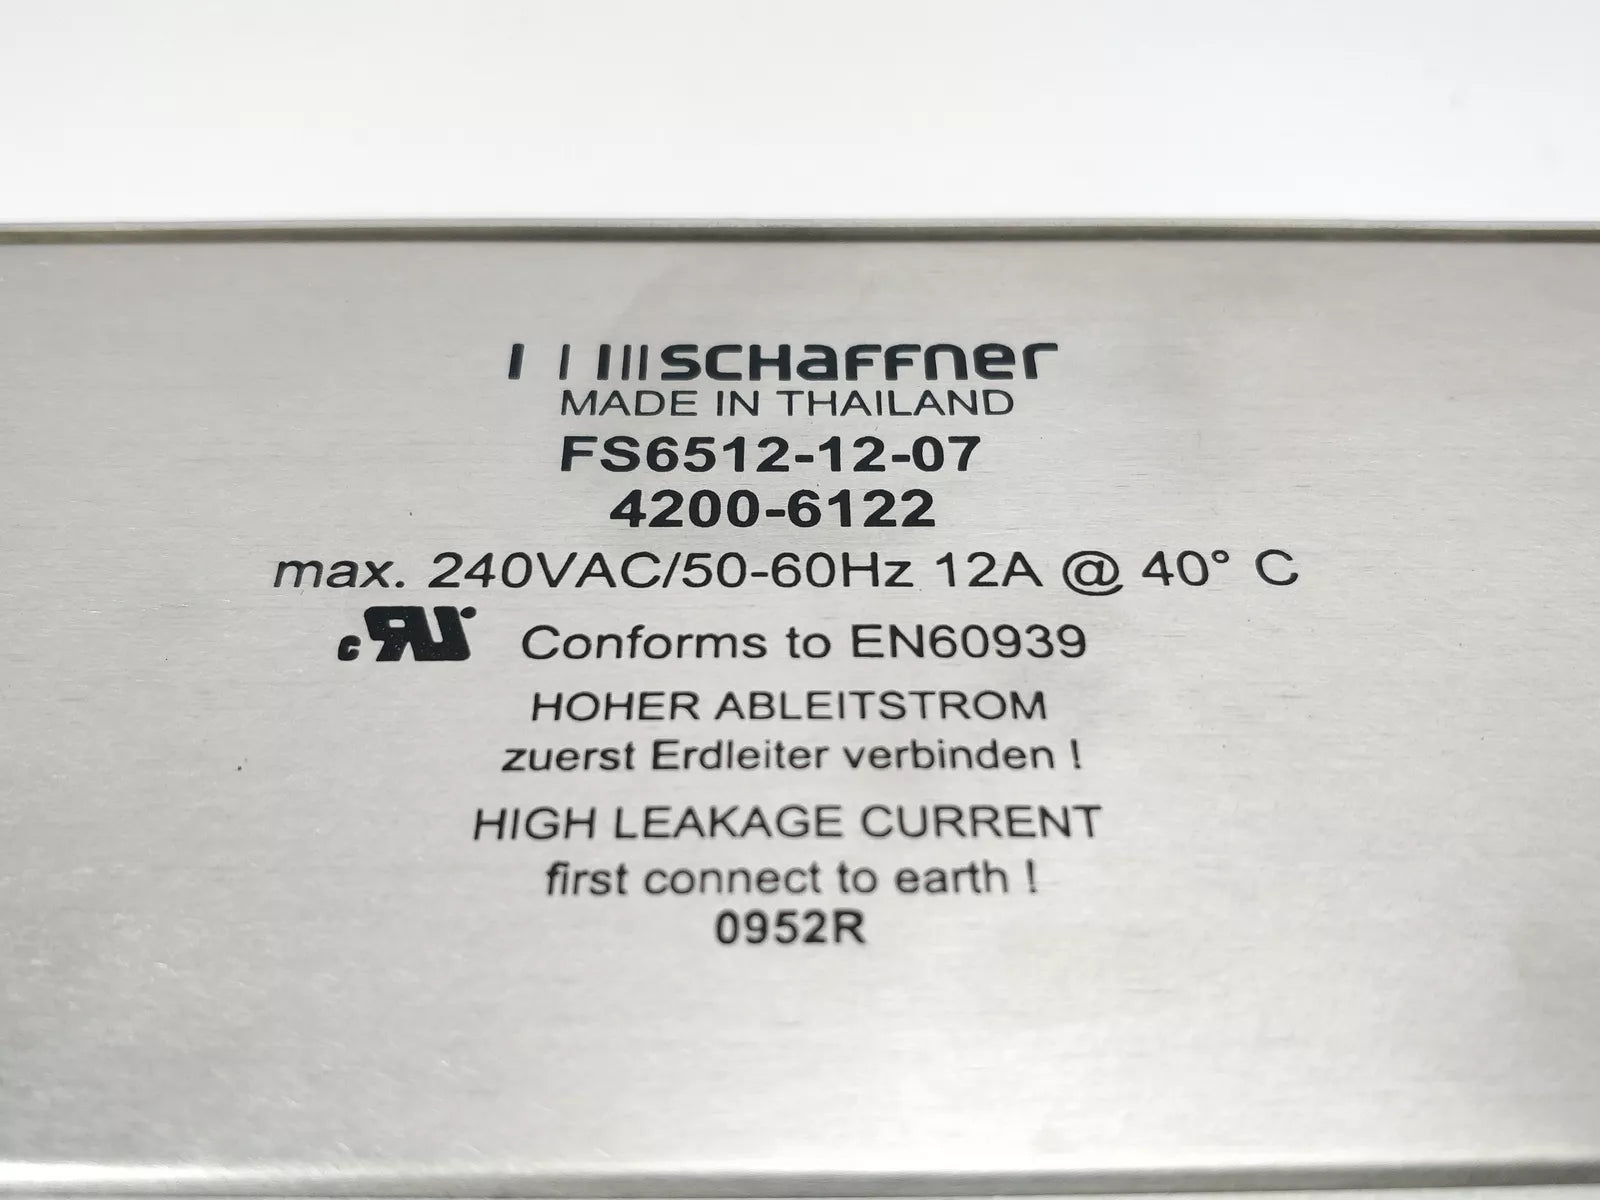 SCHAFFNER
MADE IN THAILAND
FS6512-12-07
4200-6122
max. 240VAC/50-60Hz 12A @ 40° C
cRU Conforms to EN60939
HOHER ABLEITSTROM
zuerst Erdleiter verbinden !
HIGH LEAKAGE CURRENT
first connect to earth !
0952R